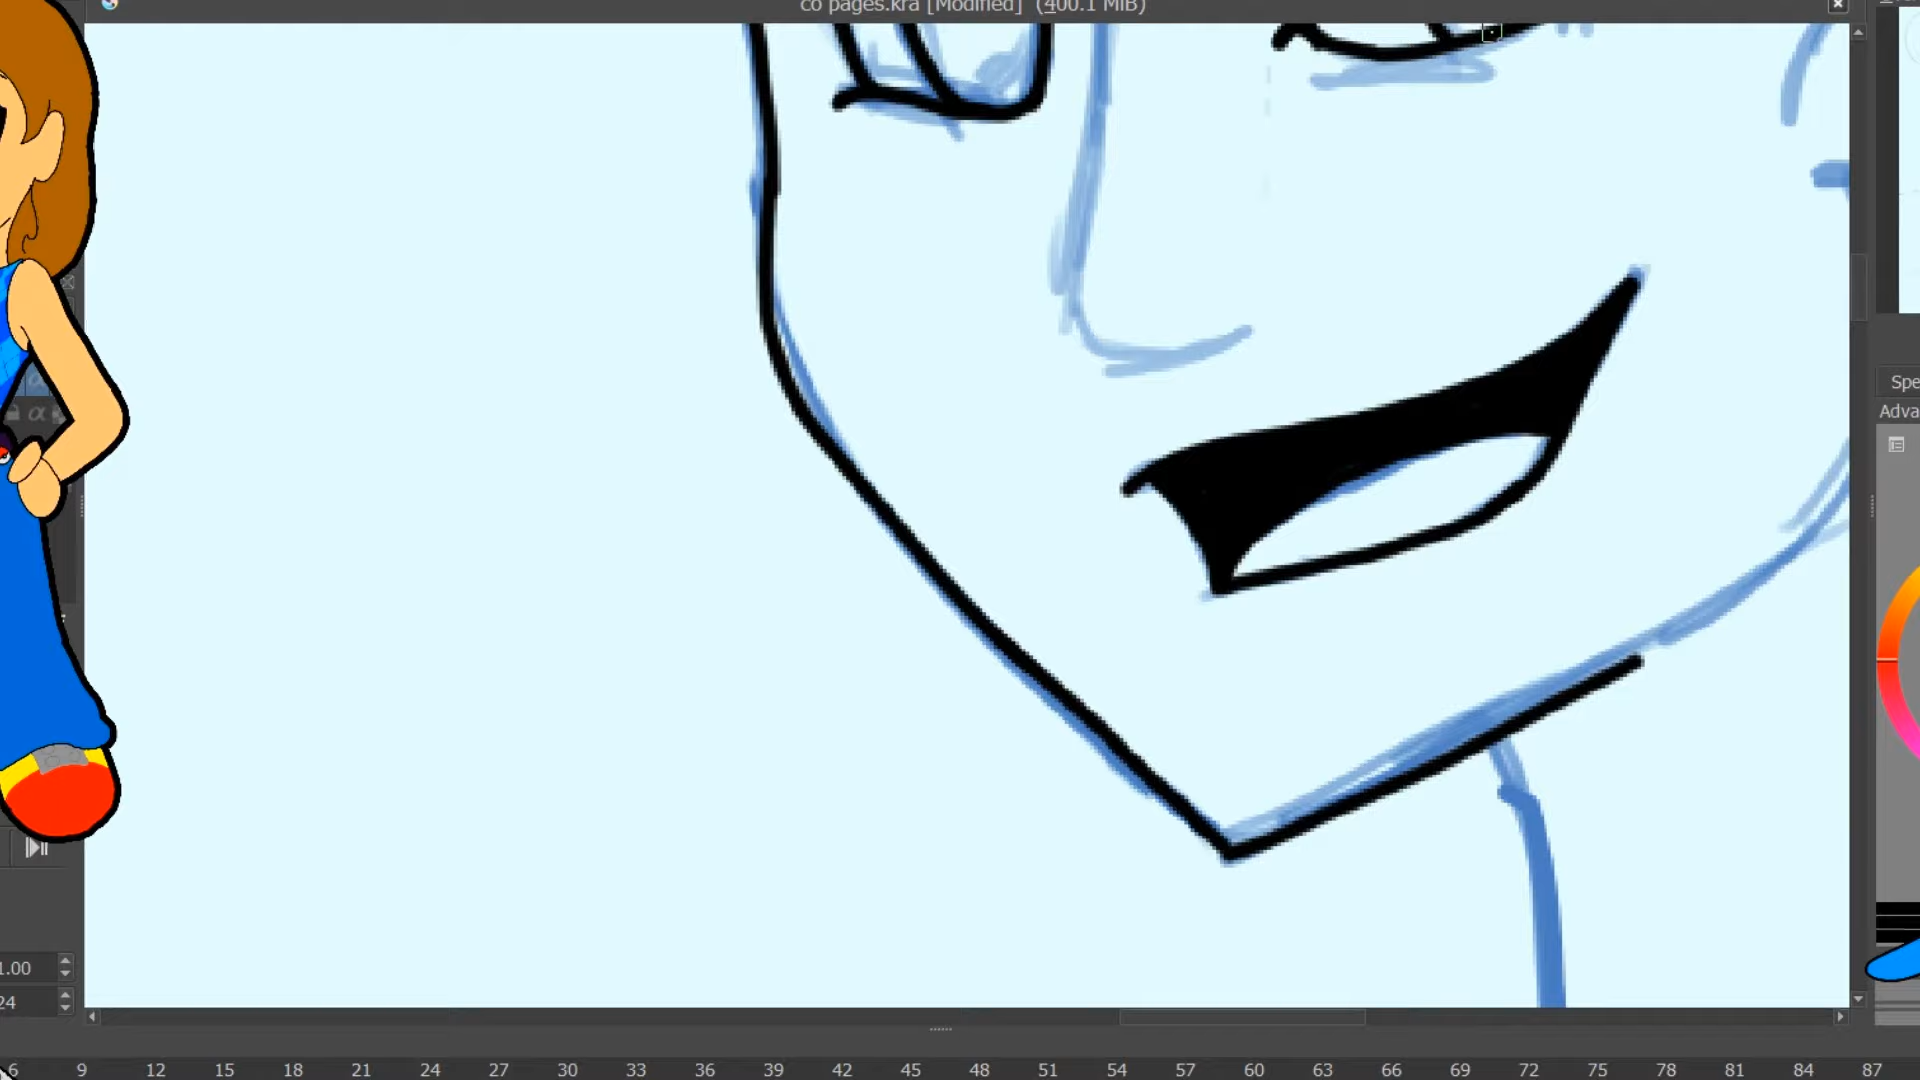 co pages.kra [Modified] (400.1 MiB)
Spe
Adva
1.00
24
6 9 12 15 18 21 24 27 30 33 36 39 42 45 48 51 54 57 60 63 66 69 72 75 78 81 84 87